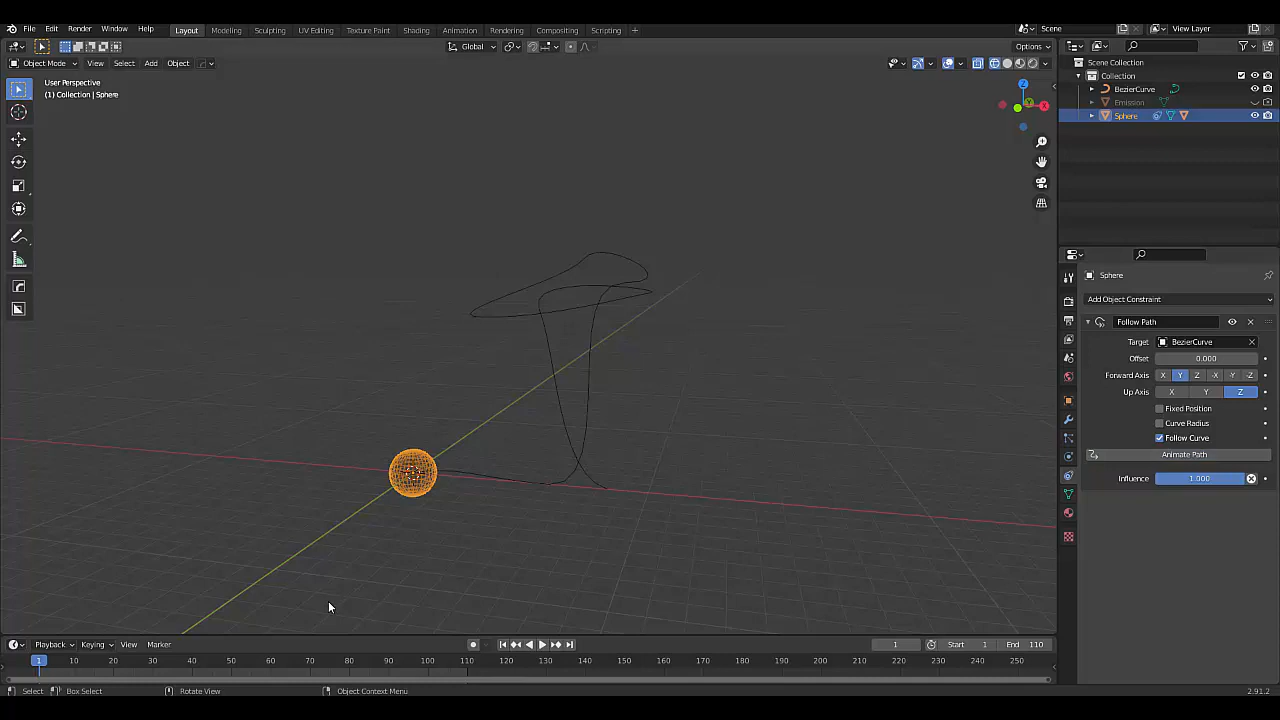 File Edit Render Window Help Layout Modeling Sculpting UV Editing Texture Paint Shading Animation Rendering Compositing Scripting + Scene View Layer
Global Options
Object Mode View Select Add Object
User Perspective
(1) Collection | Sphere
Z
Y
X
Scene Collection
Collection
BezierCurve
Emission
Sphere
Sphere
Add Object Constraint
Follow Path
Target BezierCurve
Offset 0.000
Forward Axis X Y Z -X -Y -Z
Up Axis X Y Z
Fixed Position
Curve Radius
Follow Curve
Animate Path
Influence 1.000
Playback Keying View Marker 1 Start 1 End 110
1 10 20 30 40 50 60 70 80 90 100 110 120 130 140 150 160 170 180 190 200 210 220 230 240 250
Select Box Select Rotate View Object Context Menu 2.91.2